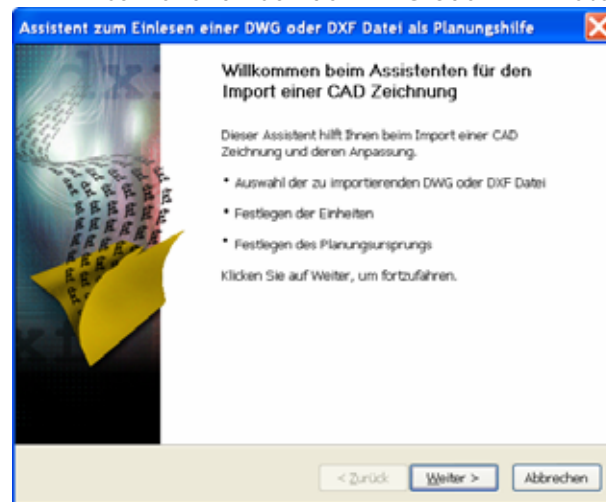 Assistent zum Einlesen einer DWG oder DXF Datei als Planungshilfe
Willkommen beim Assistenten für den
Import einer CAD Zeichnung
Dieser Assistent hilft Ihnen beim Import einer CAD
Zeichnung und deren Anpassung.
* Auswahl der zu importierenden DWG oder DXF Datei
* Festlegen der Einheiten
* Festlegen des Planungsursprungs
Klicken Sie auf Weiter, um fortzufahren.
< Zurück Weiter > Abbrechen